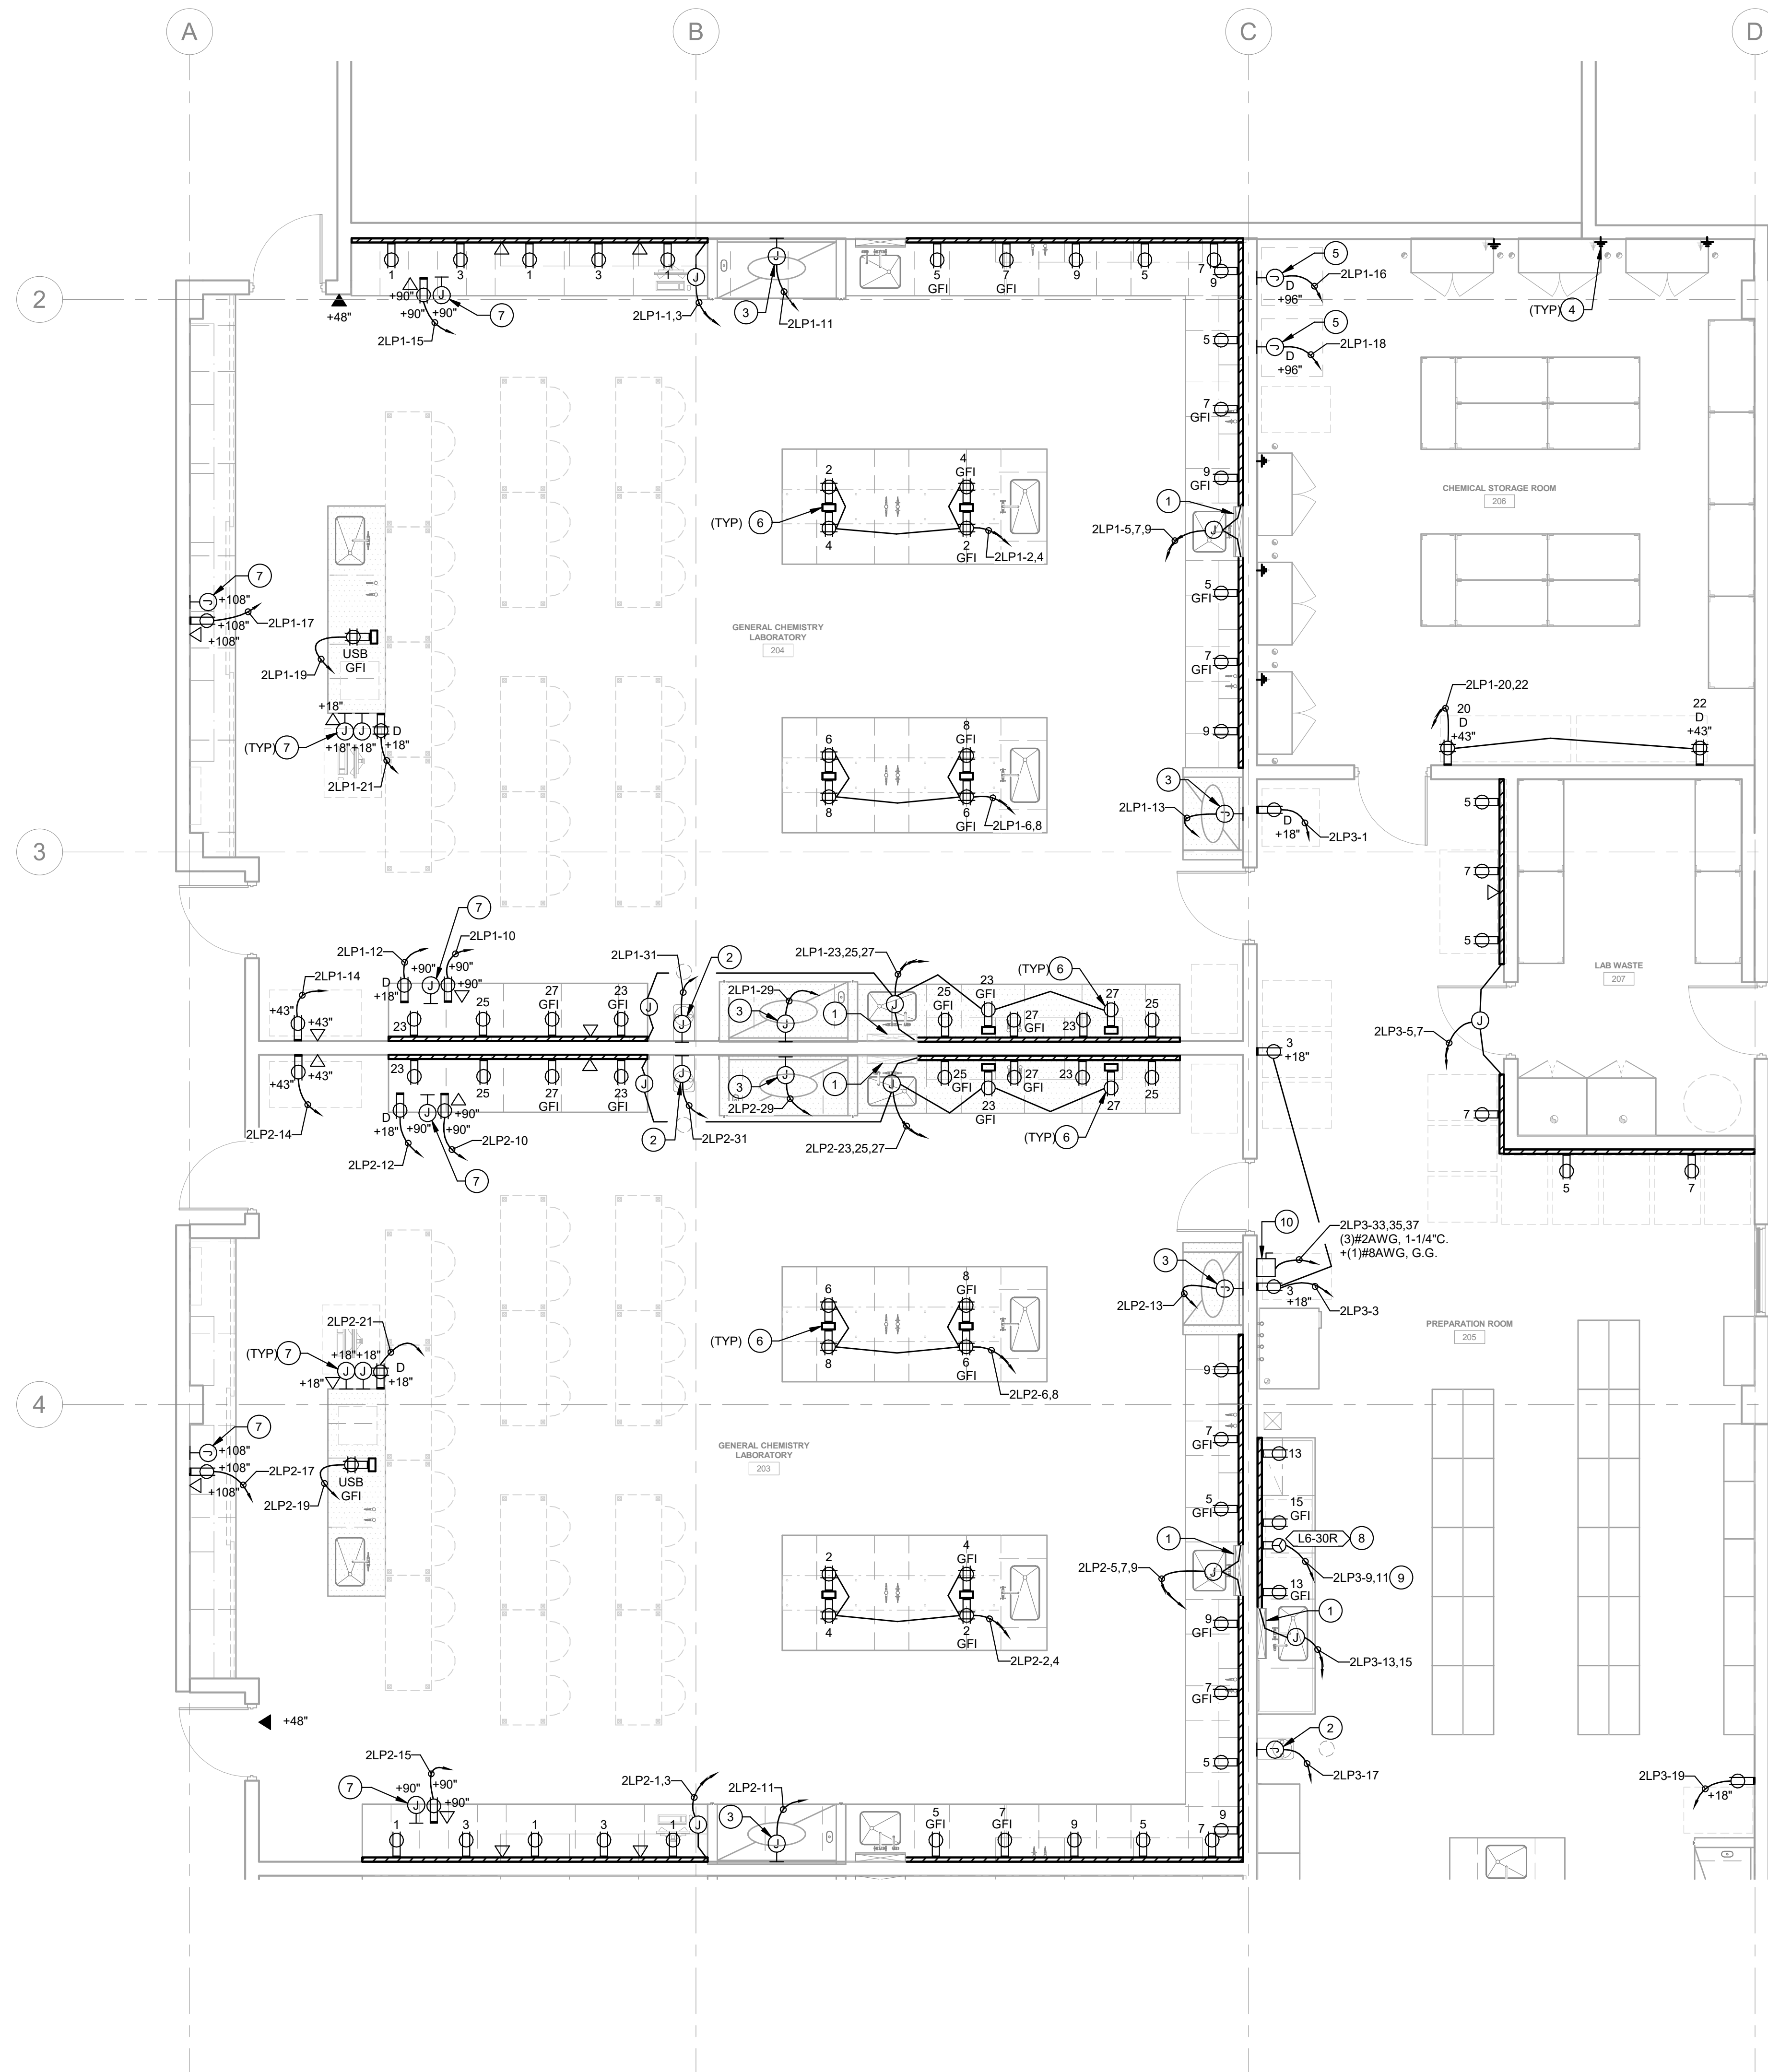 A
B
C
D
2
1
3
1
3
1
5
GFI
7
GFI
9
5
9
7
5
2LP1-16
D
+96"
+48"
+90"
+90"
+90"
7
2LP1-15
2LP1-1,3
3
2LP1-11
(TYP) 4
5
5
2LP1-18
D
+96"
7
GFI
9
GFI
2
4
GFI
(TYP) 6
4
2
GFI
2LP1-2,4
1
2LP1-5,7,9
CHEMICAL STORAGE ROOM
206
7
+108"
+108"
+108"
2LP1-17
5
GFI
GENERAL CHEMISTRY
LABORATORY
204
USB
GFI
2LP1-19
7
GFI
+18"
(TYP) 7
+18"
+18"
D
+18"
2LP1-21
6
8
GFI
8
6
GFI
2LP1-6,8
9
2LP1-20,22
20
D
+43"
22
D
+43"
3
2LP1-13
D
+18"
2LP3-1
5
7
5
3
LAB WASTE
207
7
2LP1-12
2LP1-10
+90"
+90"
+90"
D
+18"
2LP1-14
+43"
+43"
23
25
27
GFI
23
GFI
2LP1-31
2
2LP1-29
3
1
2LP1-23,25,27
(TYP) 6
25
GFI
23
GFI
27
GFI
23
27
25
2LP3-5,7
3
+18"
+43"
+43"
2LP2-14
23
25
27
GFI
23
GFI
D
+18"
+90"
+90"
+90"
2LP2-12
2LP2-10
7
2
2LP2-31
3
2LP2-29
1
2LP2-23,25,27
25
GFI
23
GFI
27
GFI
23
27
25
(TYP) 6
7
5
7
10
2LP3-33,35,37
(3)#2AWG, 1-1/4"C.
+(1)#8AWG, G.G.
3
+18"
2LP3-3
3
2LP2-13
6
8
GFI
(TYP) 6
8
6
GFI
2LP2-6,8
PREPARATION ROOM
205
2LP2-21
(TYP) 7
+18"
+18"
+18"
D
+18"
9
4
7
+108"
+108"
+108"
2LP2-17
2LP2-19
USB
GFI
GENERAL CHEMISTRY
LABORATORY
203
7
GFI
5
GFI
13
15
GFI
L6-30R
8
2LP3-9,11
9
13
GFI
1
2LP3-13,15
2
4
GFI
4
2
GFI
2LP2-2,4
1
2LP2-5,7,9
9
GFI
7
GFI
5
+48"
2
2LP3-17
2LP3-19
+18"
2LP2-15
7
+90"
+90"
+90"
2LP2-1,3
2LP2-11
3
1
3
1
3
1
5
GFI
7
GFI
9
5
7
9